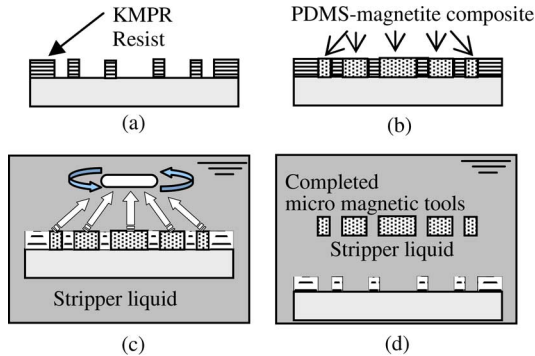 KMPR
Resist
(a)
PDMS-magnetite composite
(b)
Stripper liquid
(c)
Completed
micro magnetic tools
Stripper liquid
(d)